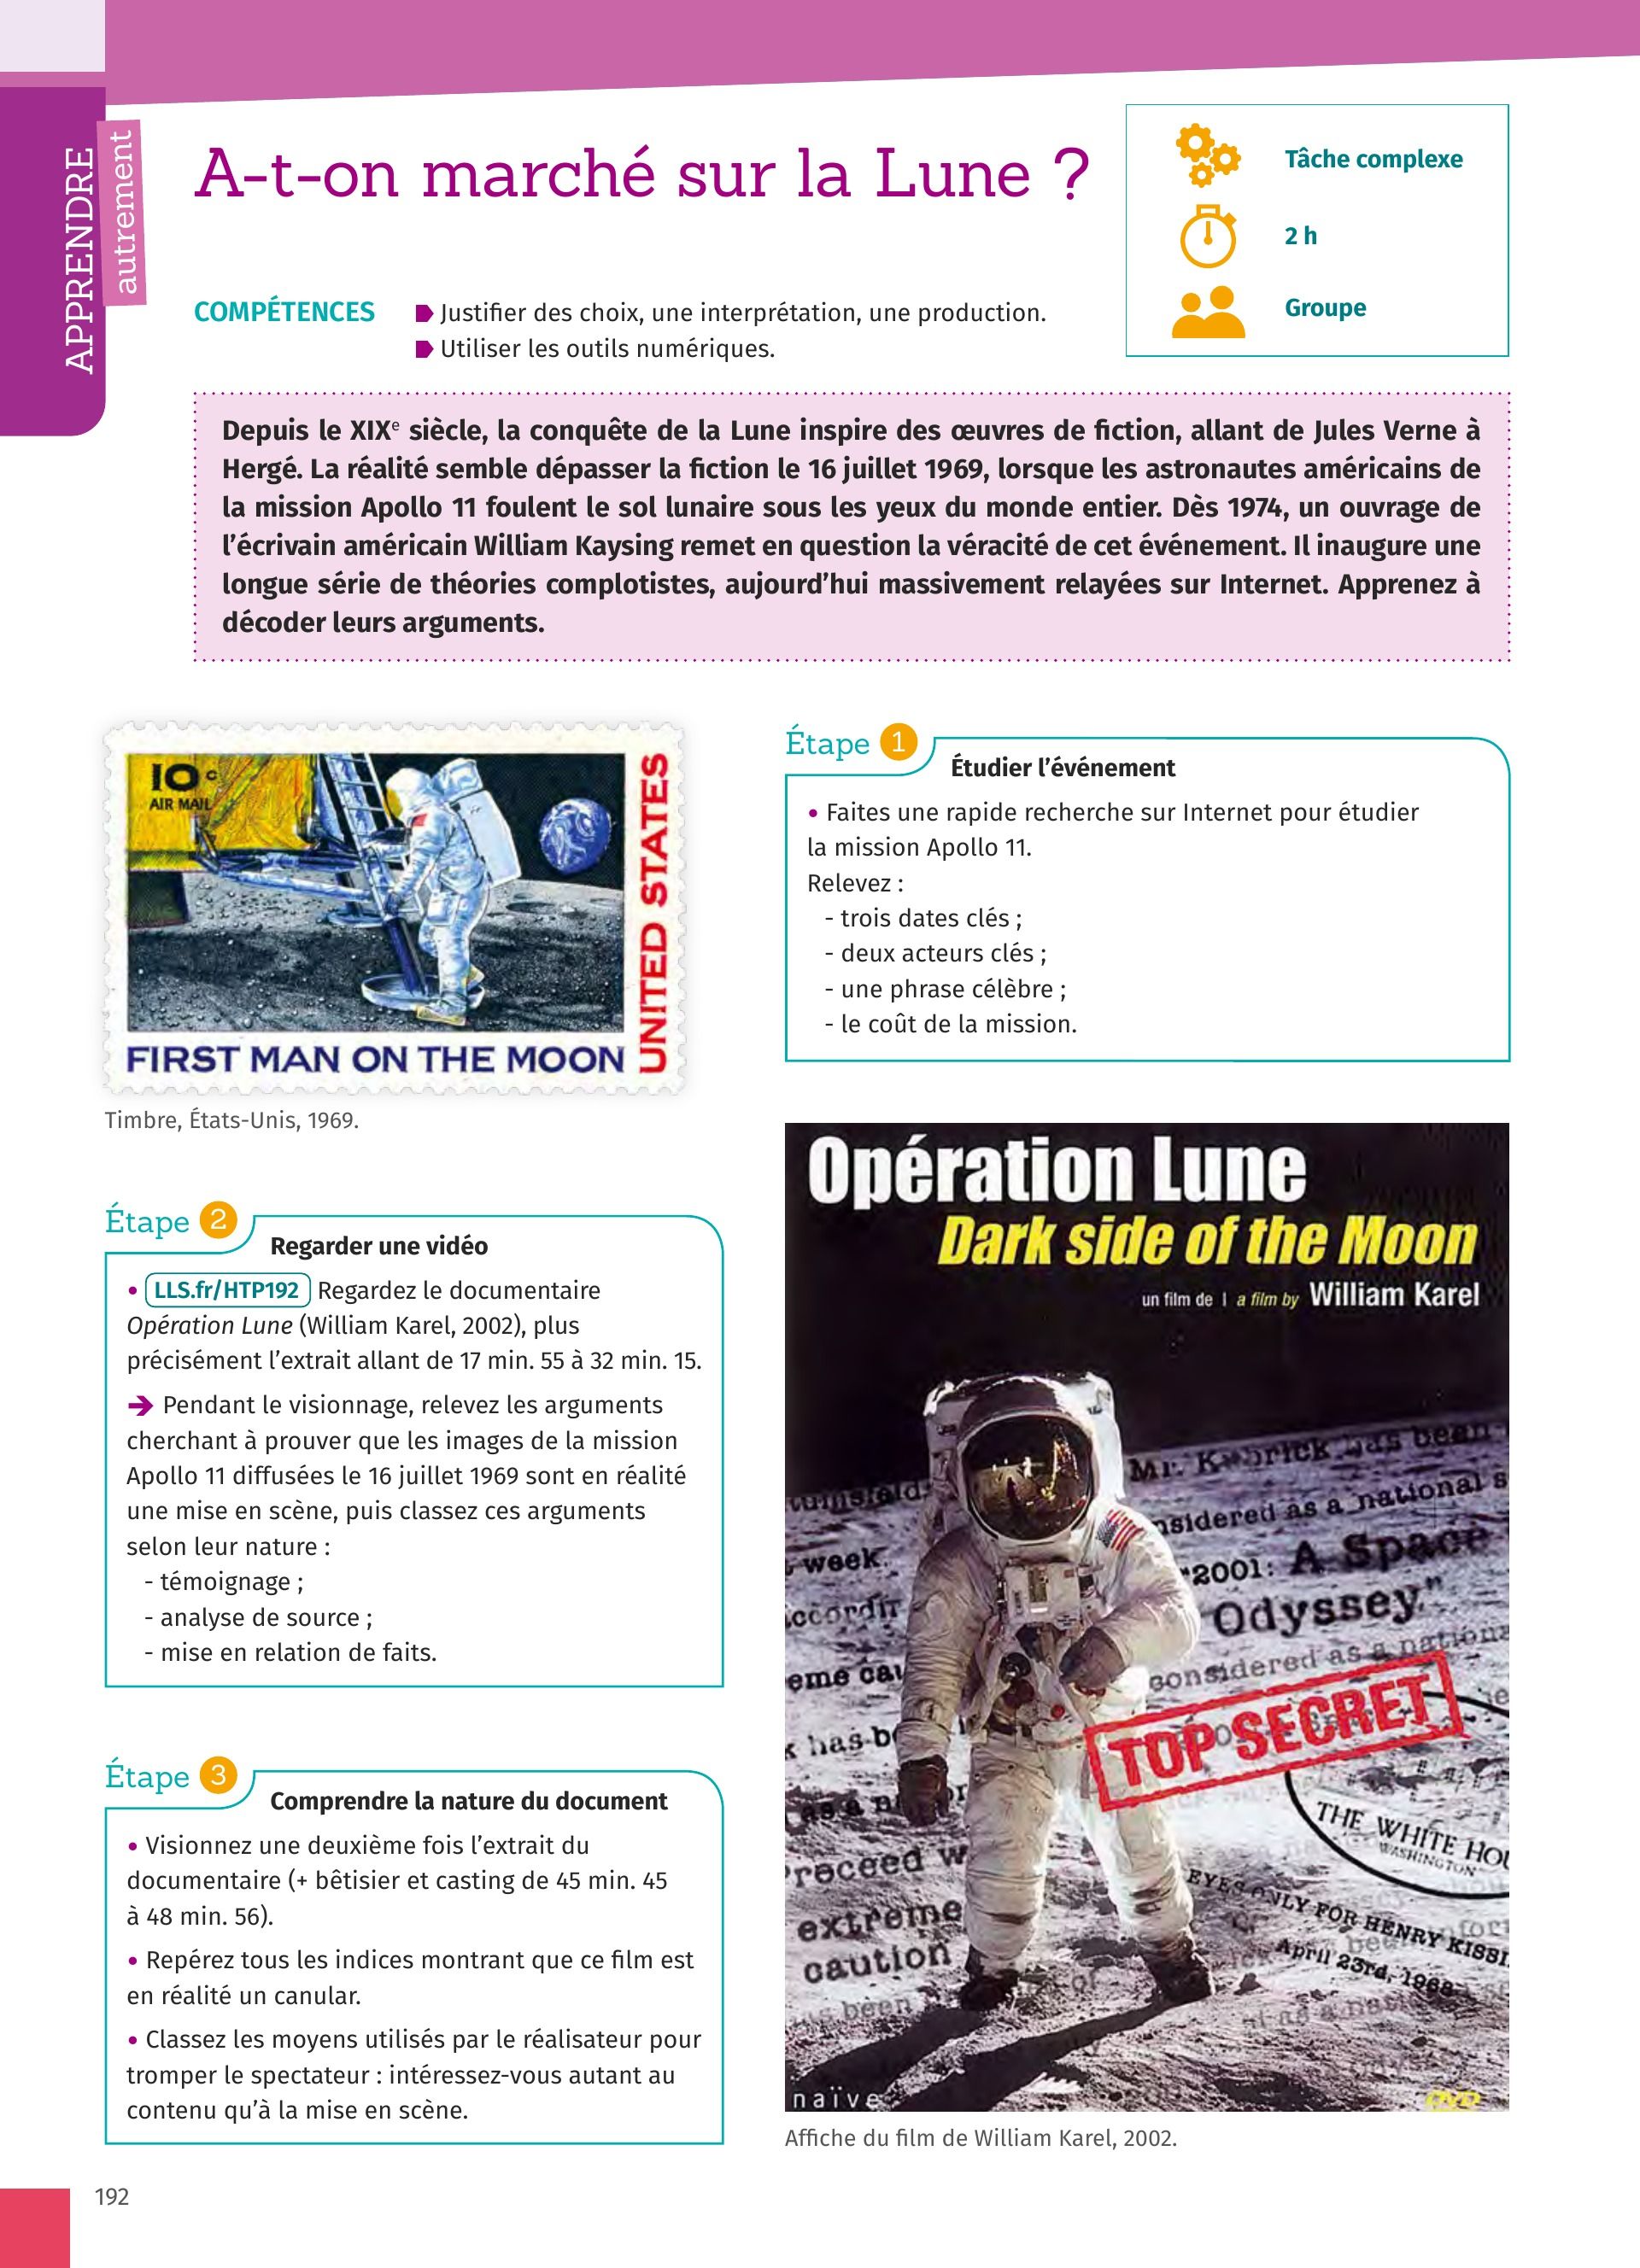 APPRENDRE
autrement
A-t-on marché sur la Lune ?
Tâche complexe
2 h
Groupe
COMPÉTENCES
Justifier des choix, une interprétation, une production.
Utiliser les outils numériques.
Depuis le XIXe siècle, la conquête de la Lune inspire des œuvres de fiction, allant de Jules Verne à
Hergé. La réalité semble dépasser la fiction le 16 juillet 1969, lorsque les astronautes américains de
la mission Apollo 11 foulent le sol lunaire sous les yeux du monde entier. Dès 1974, un ouvrage de
l’écrivain américain William Kaysing remet en question la véracité de cet événement. Il inaugure une
longue série de théories complotistes, aujourd’hui massivement relayées sur Internet. Apprenez à
décoder leurs arguments.
10 c
AIR MAIL
UNITED STATES
FIRST MAN ON THE MOON
Timbre, États-Unis, 1969.
Étape 1
Étudier l’événement
• Faites une rapide recherche sur Internet pour étudier
la mission Apollo 11.
Relevez :
- trois dates clés ;
- deux acteurs clés ;
- une phrase célèbre ;
- le coût de la mission.
Étape 2
Regarder une vidéo
• LLS.fr/HTP192 Regardez le documentaire
Opération Lune (William Karel, 2002), plus
précisément l’extrait allant de 17 min. 55 à 32 min. 15.
➔ Pendant le visionnage, relevez les arguments
cherchant à prouver que les images de la mission
Apollo 11 diffusées le 16 juillet 1969 sont en réalité
une mise en scène, puis classez ces arguments
selon leur nature :
- témoignage ;
- analyse de source ;
- mise en relation de faits.
Étape 3
Comprendre la nature du document
• Visionnez une deuxième fois l’extrait du
documentaire (+ bêtisier et casting de 45 min. 45
à 48 min. 56).
• Repérez tous les indices montrant que ce film est
en réalité un canular.
• Classez les moyens utilisés par le réalisateur pour
tromper le spectateur : intéressez-vous autant au
contenu qu’à la mise en scène.
Opération Lune
Dark side of the Moon
un film de | a film by William Karel
Mr. Kubrick has been
nsidered as a national s
week.
"2001: A Space
Odyssey"
considered as a nationa
TOP SECRET
THE WHITE HOU
WASHINGTON
extreme
caution
EYES ONLY FOR HENRY KISSI
April 23rd, 1968
naïve
DVD
Affiche du film de William Karel, 2002.
192